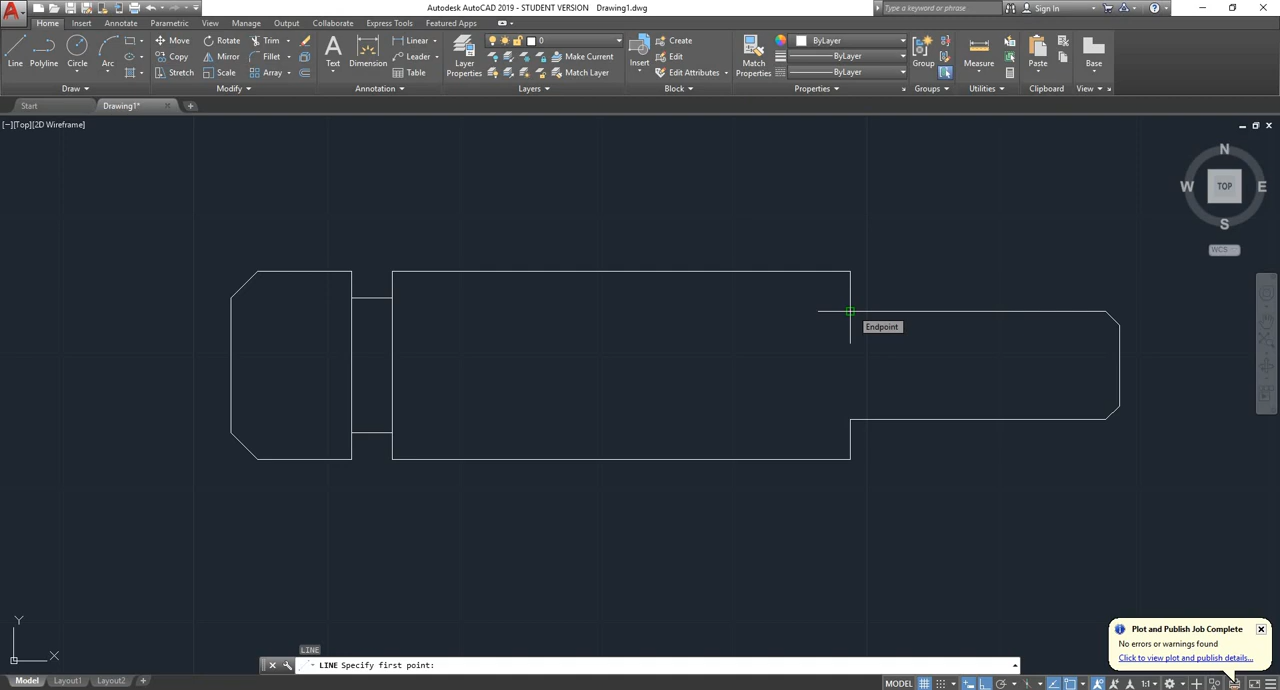 Autodesk AutoCAD 2019 - STUDENT VERSION Drawing1.dwg
Type a keyword or phrase
Sign In
Home Insert Annotate Parametric View Manage Output Collaborate Express Tools Featured Apps
Line Polyline Circle Arc
Move Rotate Trim
Copy Mirror Fillet
Stretch Scale Array
Text Dimension
Linear
Leader
Table
Layer
Properties
0
Make Current
Match Layer
Insert
Create
Edit
Edit Attributes
Match
Properties
ByLayer
ByLayer
ByLayer
Group
Measure
Paste
Base
Draw Modify Annotation Layers Block Properties Groups Utilities Clipboard View
Start Drawing1*
[−][Top][2D Wireframe]
N
W TOP E
S
WCS
Endpoint
Y
X
LINE
LINE Specify first point:
Plot and Publish Job Complete
No errors or warnings found
Click to view plot and publish details...
Model Layout1 Layout2
MODEL 1:1